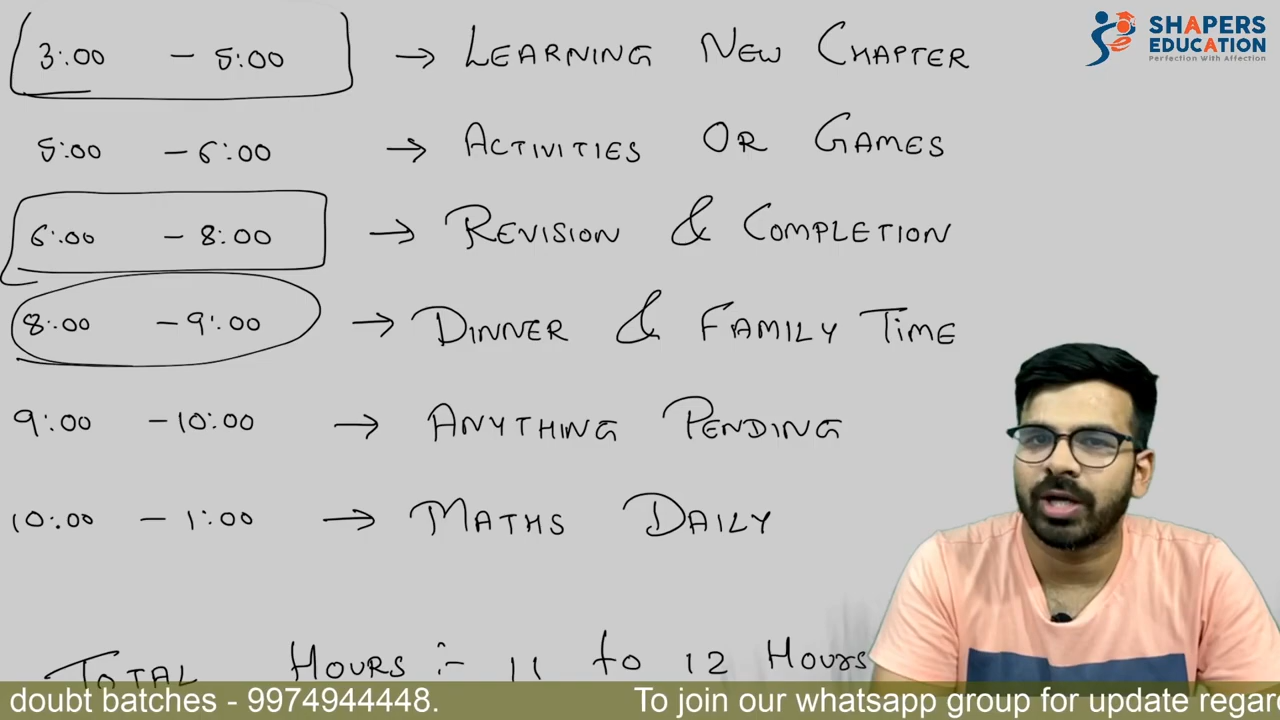 SHAPERS
EDUCATION
Perfection With Affection
3:00 - 5:00 → LEARNING NEW CHAPTER
5:00 - 6:00 → ACTIVITIES OR GAMES
6:00 - 8:00 → REVISION & COMPLETION
8:00 - 9:00 → DINNER & FAMILY TIME
9:00 - 10:00 → ANYTHING PENDING
10:00 - 1:00 → MATHS DAILY
TOTAL HOURS :- 11 to 12 HOURS
doubt batches - 9974944448. To join our whatsapp group for update regar